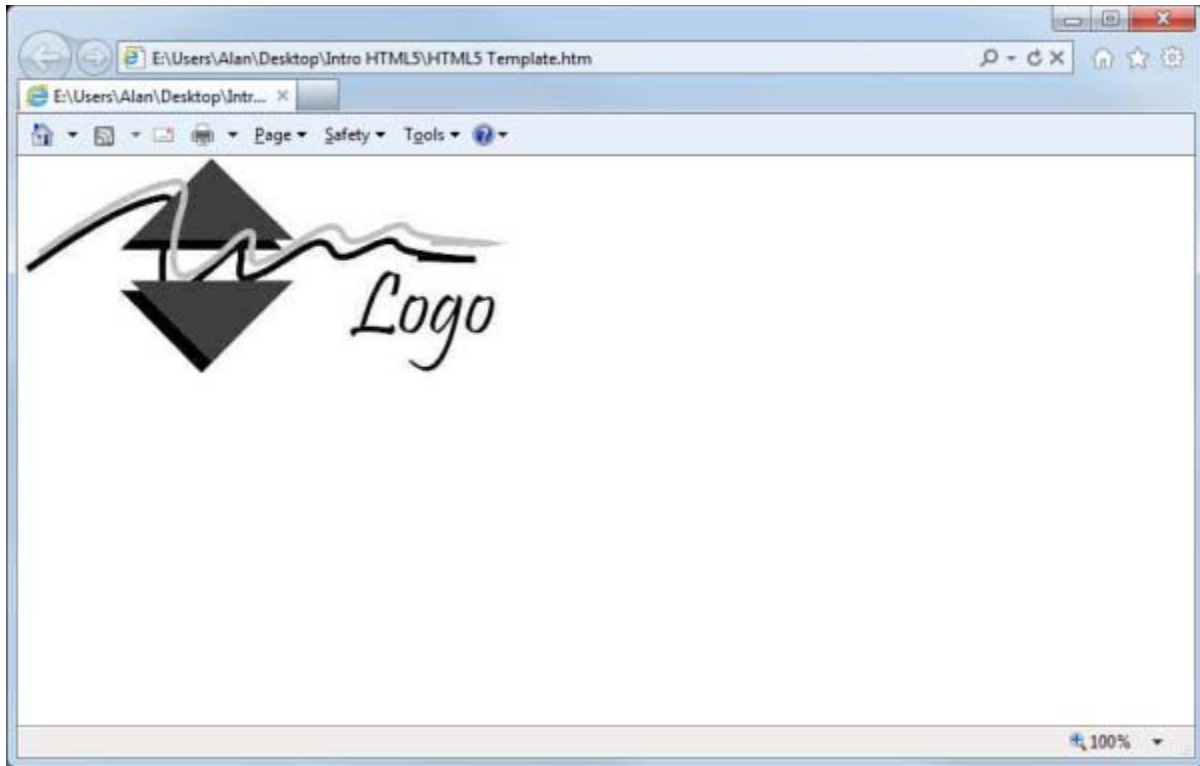 E:\Users\Alan\Desktop\Intro HTML5\HTML5 Template.htm
E:\Users\Alan\Desktop\Intr...
Page Safety Tools
Logo
100%